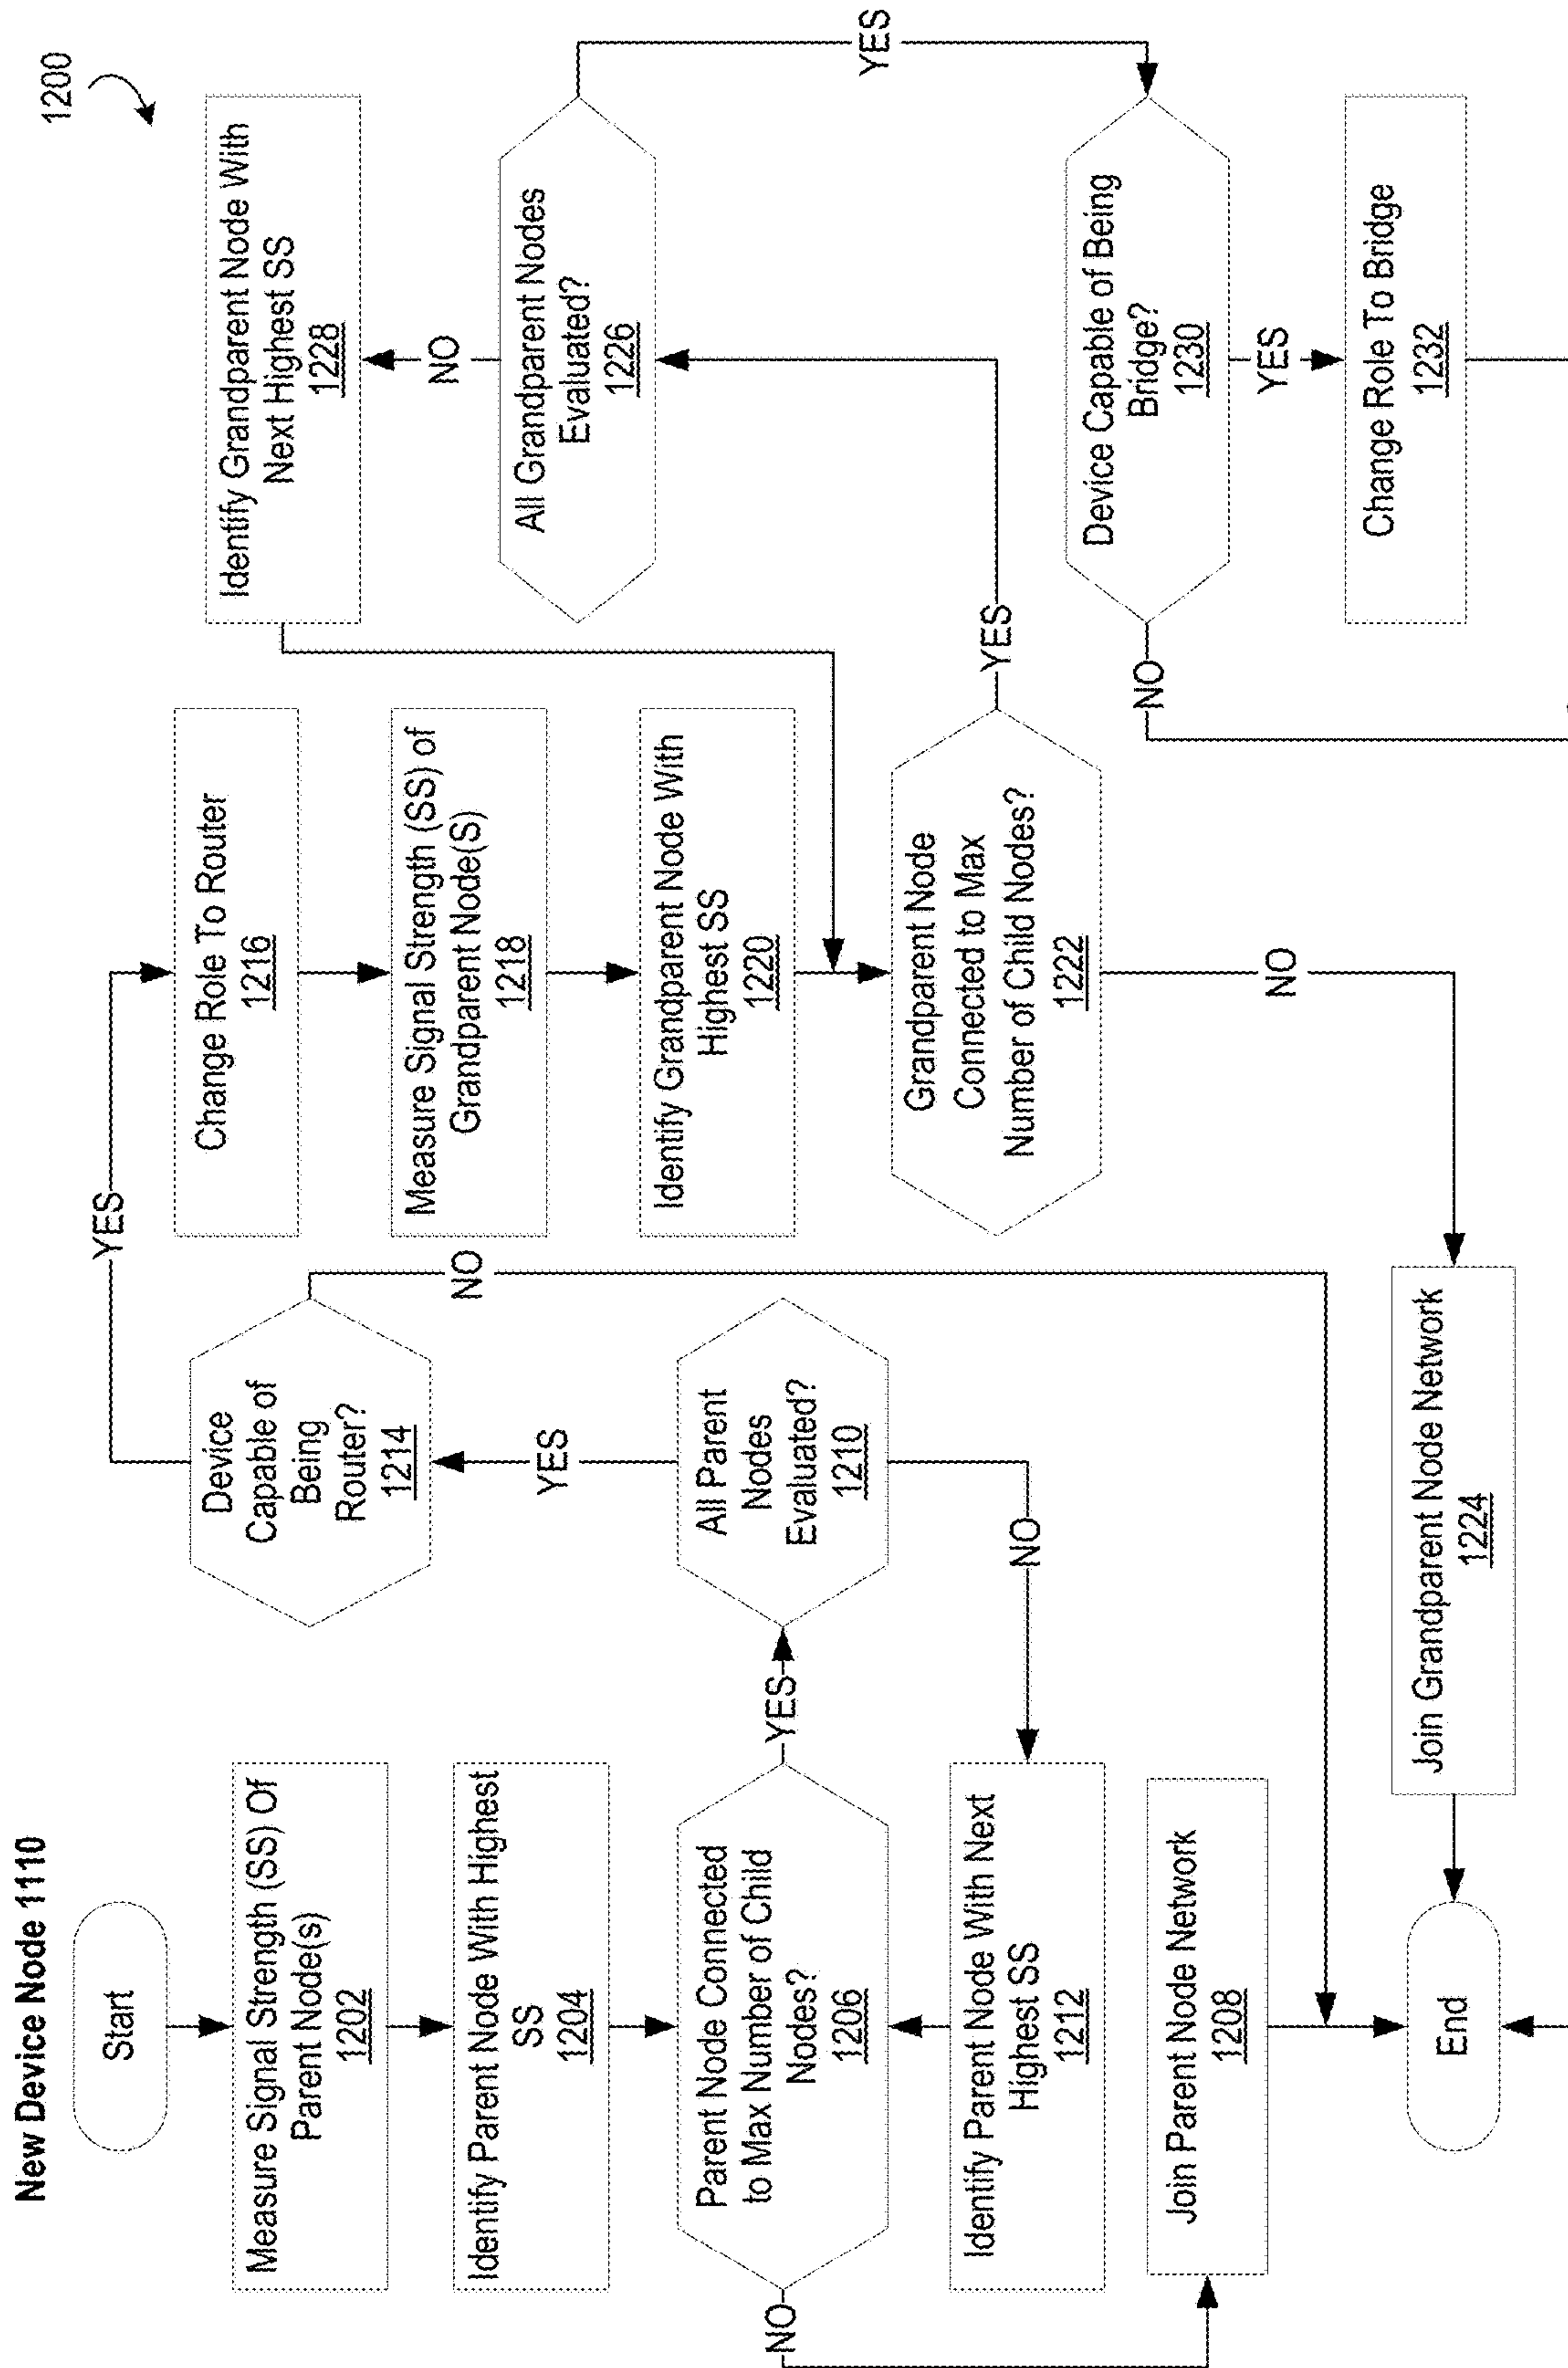 New Device Node 1110
1200
Start
Measure Signal Strength (SS) Of
Parent Node(s)
1202
Identify Parent Node With Highest
SS
1204
Parent Node Connected
to Max Number of Child
Nodes?
1206
YES
NO
Identify Parent Node With Next
Highest SS
1212
Join Parent Node Network
1208
End
Device
Capable of
Being
Router?
1214
YES
NO
YES
All Parent
Nodes
Evaluated?
1210
NO
Change Role To Router
1216
Measure Signal Strength (SS) of
Grandparent Node(S)
1218
Identify Grandparent Node With
Highest SS
1220
Grandparent Node
Connected to Max
Number of Child Nodes?
1222
YES
NO
Join Grandparent Node Network
1224
Identify Grandparent Node With
Next Highest SS
1228
NO
All Grandparent Nodes
Evaluated?
1226
YES
Device Capable of Being
Bridge?
1230
NO
YES
Change Role To Bridge
1232